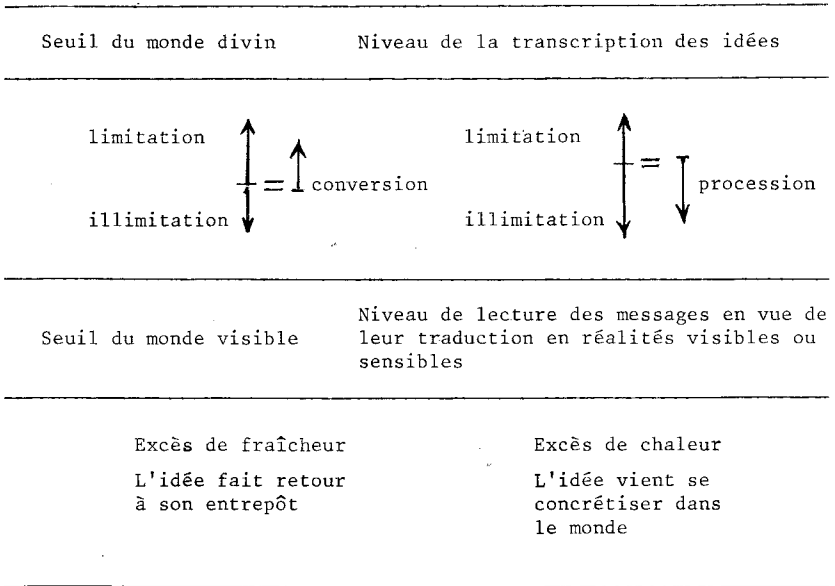 Seuil du monde divin Niveau de la transcription des idées
limitation
= conversion
illimitation
limitation
= procession
illimitation
Seuil du monde visible
Niveau de lecture des messages en vue de
leur traduction en réalités visibles ou
sensibles
Excès de fraîcheur
L'idée fait retour
à son entrepôt
Excès de chaleur
L'idée vient se
concrétiser dans
le monde